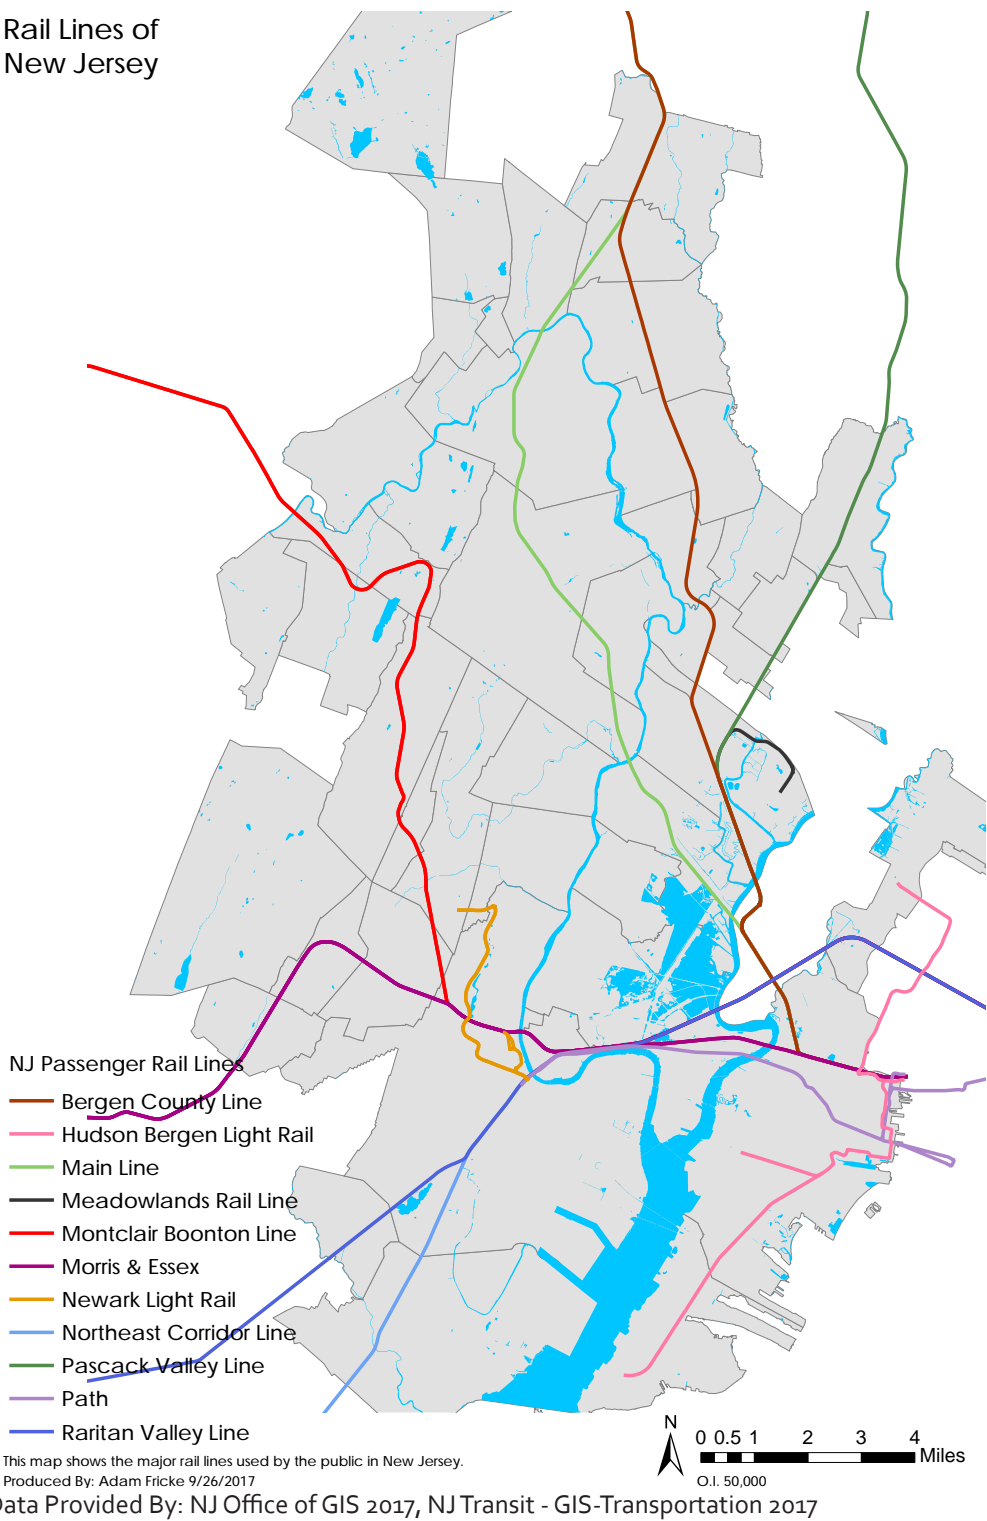 Rail Lines of
New Jersey
NJ Passenger Rail Lines
Bergen County Line
Hudson Bergen Light Rail
Main Line
Meadowlands Rail Line
Montclair Boonton Line
Morris & Essex
Newark Light Rail
Northeast Corridor Line
Pascack Valley Line
Path
Raritan Valley Line
N
0 0.5 1 2 3 4
Miles
O.I. 50,000
This map shows the major rail lines used by the public in New Jersey.
Produced By: Adam Fricke 9/26/2017
Data Provided By: NJ Office of GIS 2017, NJ Transit - GIS-Transportation 2017